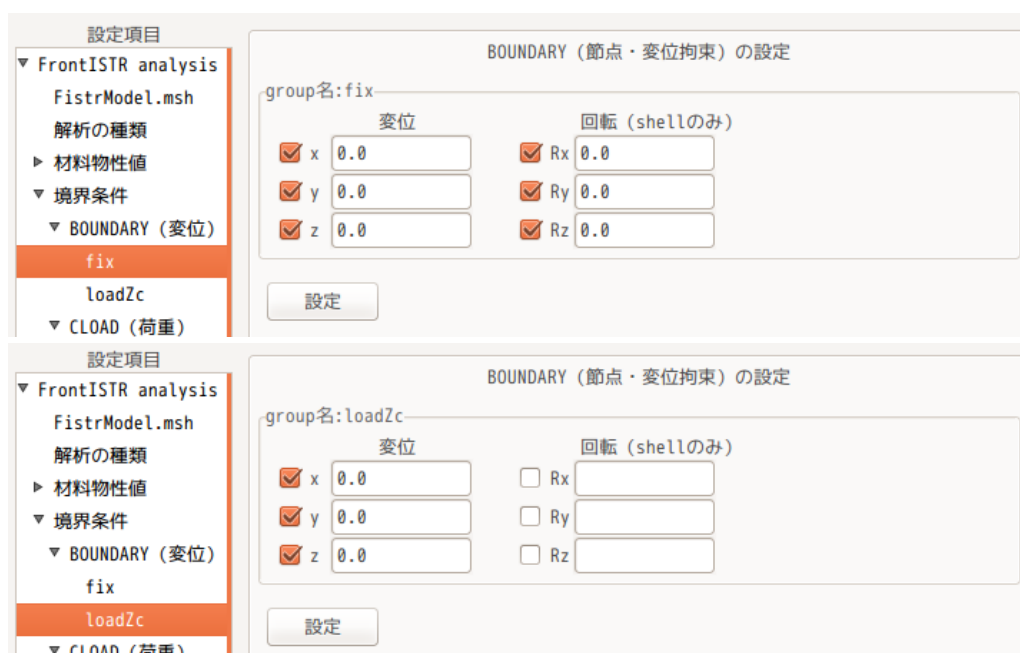 設定項目
▼ FrontISTR analysis
FistrModel.msh
解析の種類
▶ 材料物性値
▼ 境界条件
▼ BOUNDARY (変位)
fix
loadZc
▼ CLOAD (荷重)
BOUNDARY (節点・変位拘束) の設定
group名:fix
変位 回転 (shellのみ)
x 0.0 Rx 0.0
y 0.0 Ry 0.0
z 0.0 Rz 0.0
設定
設定項目
▼ FrontISTR analysis
FistrModel.msh
解析の種類
▶ 材料物性値
▼ 境界条件
▼ BOUNDARY (変位)
fix
loadZc
▼ CLOAD (荷重)
BOUNDARY (節点・変位拘束) の設定
group名:loadZc
変位 回転 (shellのみ)
x 0.0 Rx
y 0.0 Ry
z 0.0 Rz
設定